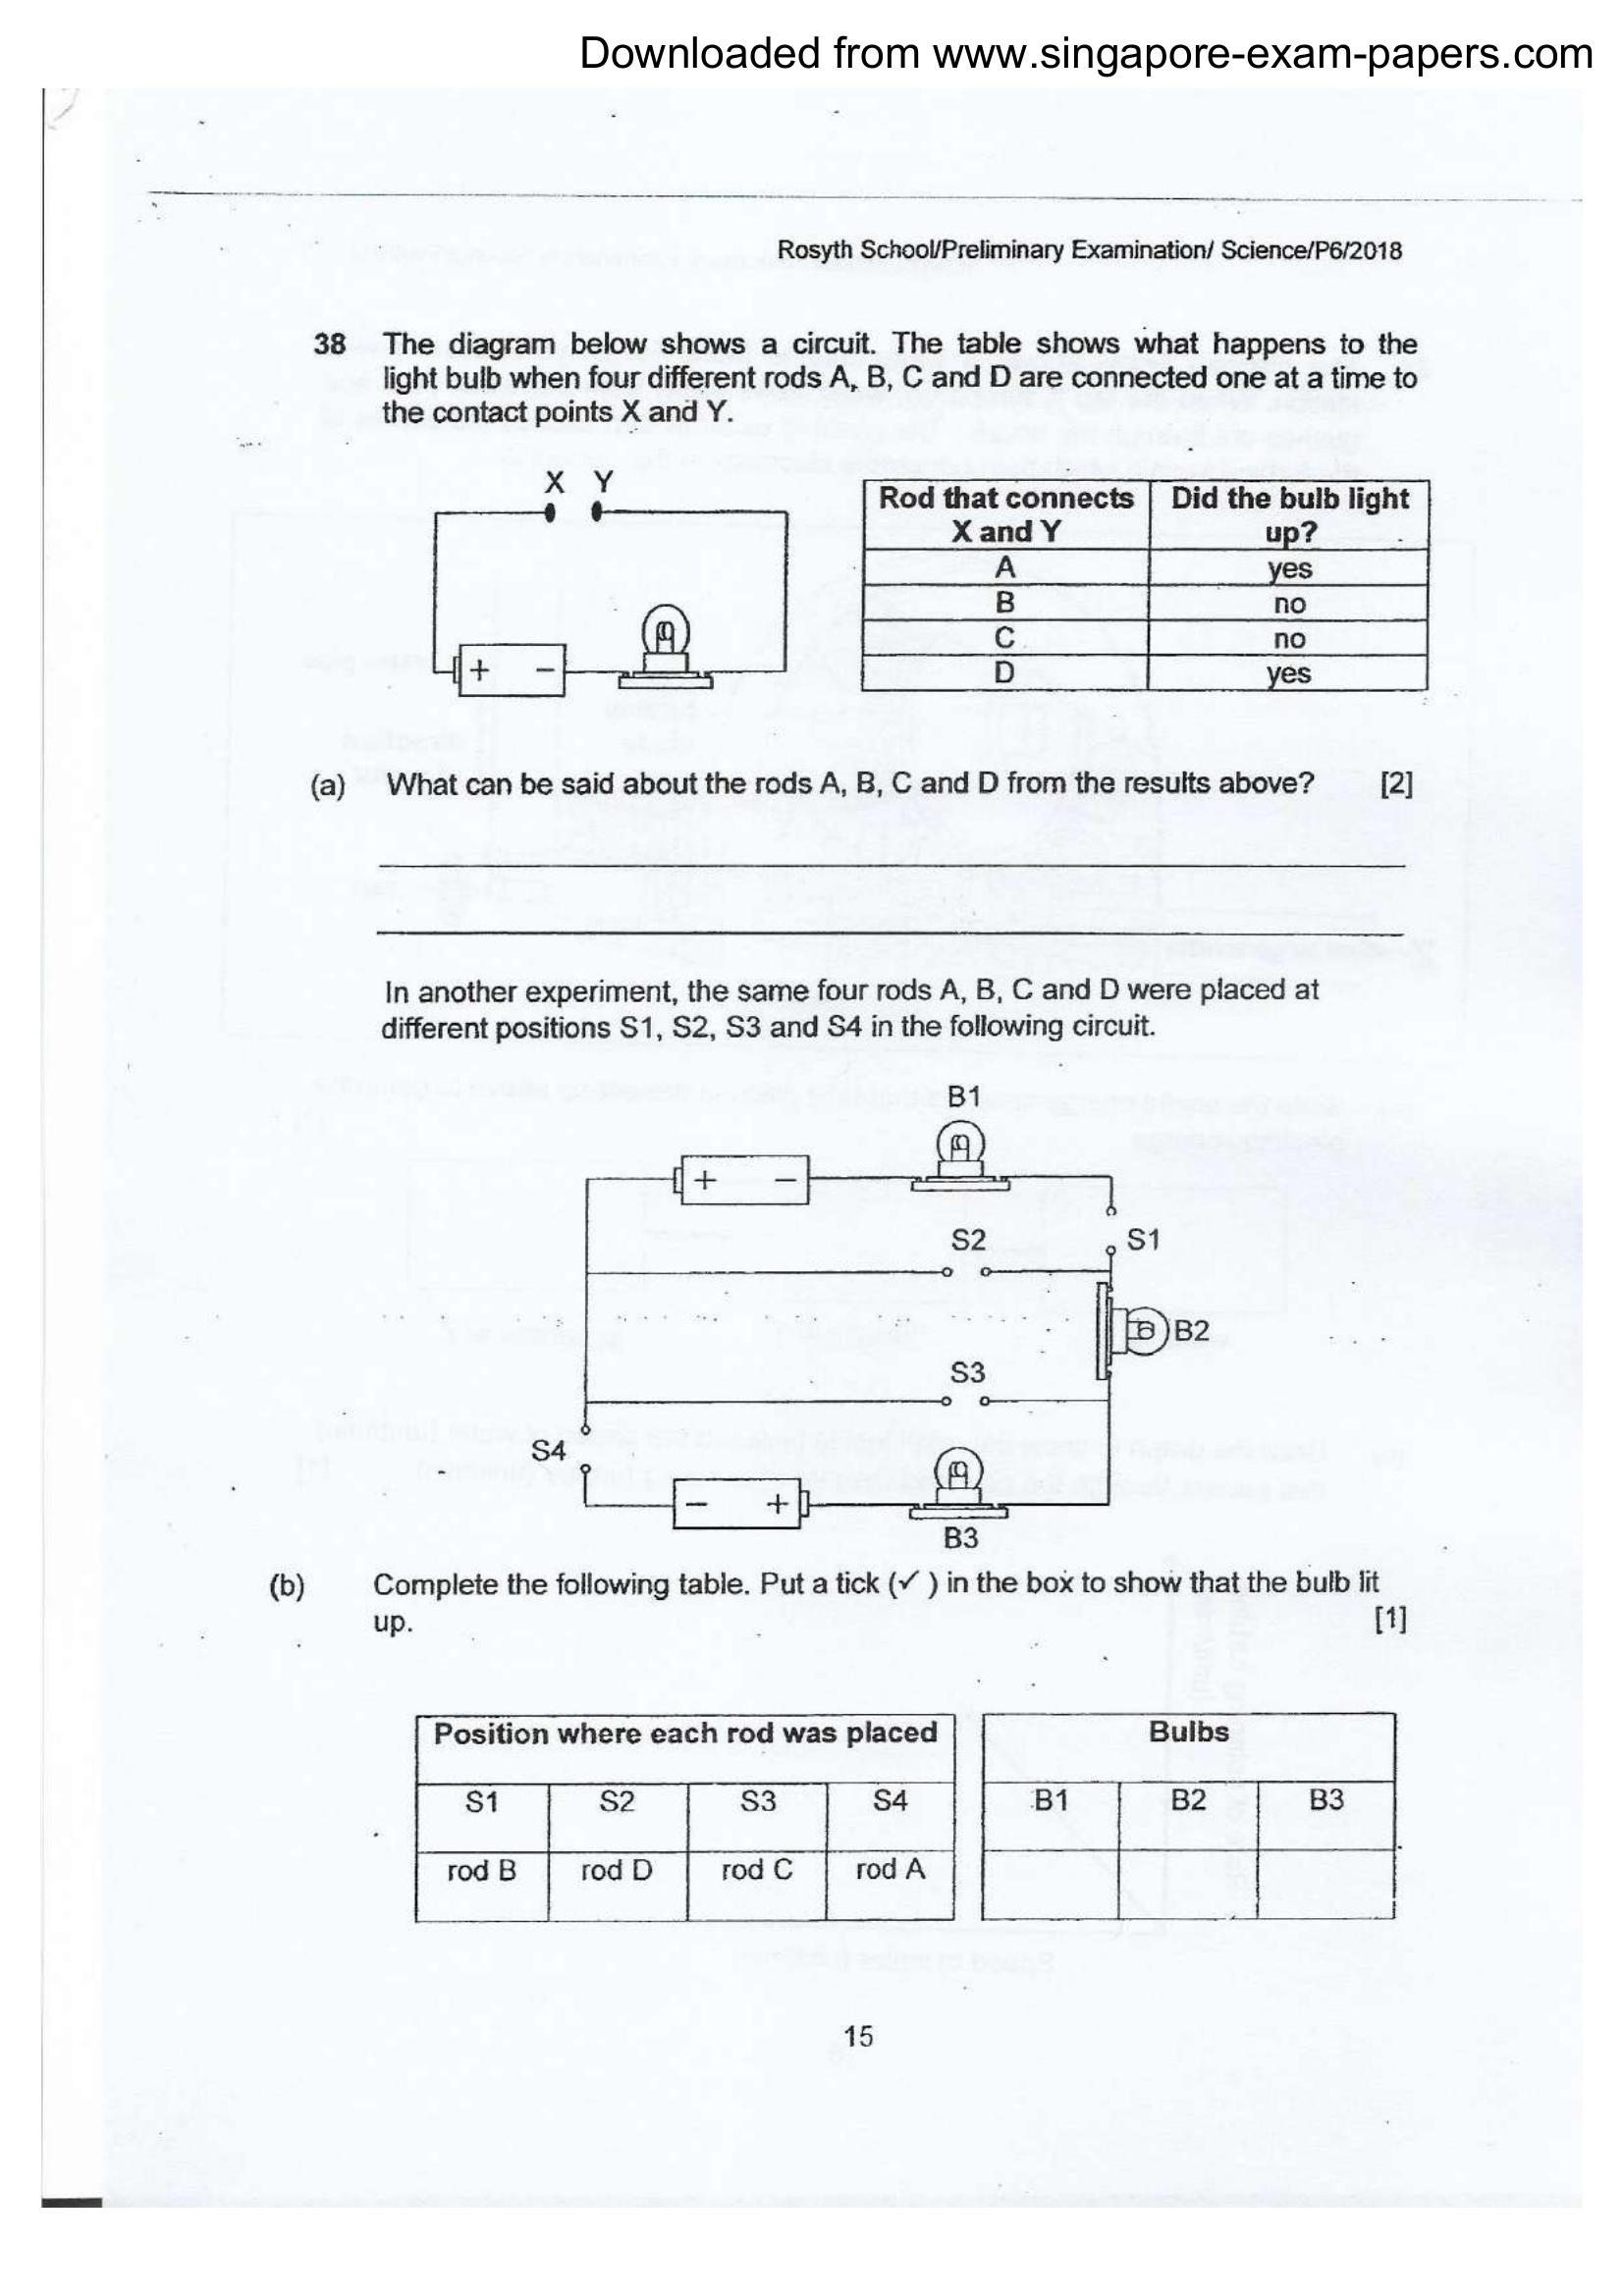 Downloaded from www.singapore-exam-papers.com
Rosyth School/Preliminary Examination/ Science/P6/2018
38 The diagram below shows a circuit. The table shows what happens to the
light bulb when four different rods A, B, C and D are connected one at a time to
the contact points X and Y.
X Y
+ −
Rod that connects X and Y | Did the bulb light up?
A yes
B no
C no
D yes
(a) What can be said about the rods A, B, C and D from the results above? [2]
In another experiment, the same four rods A, B, C and D were placed at
different positions S1, S2, S3 and S4 in the following circuit.
B1
+ −
S2 S1
B2
S3
S4
− +
B3
(b) Complete the following table. Put a tick (✓ ) in the box to show that the bulb lit
up. [1]
Position where each rod was placed Bulbs
S1 S2 S3 S4 B1 B2 B3
rod B rod D rod C rod A
15